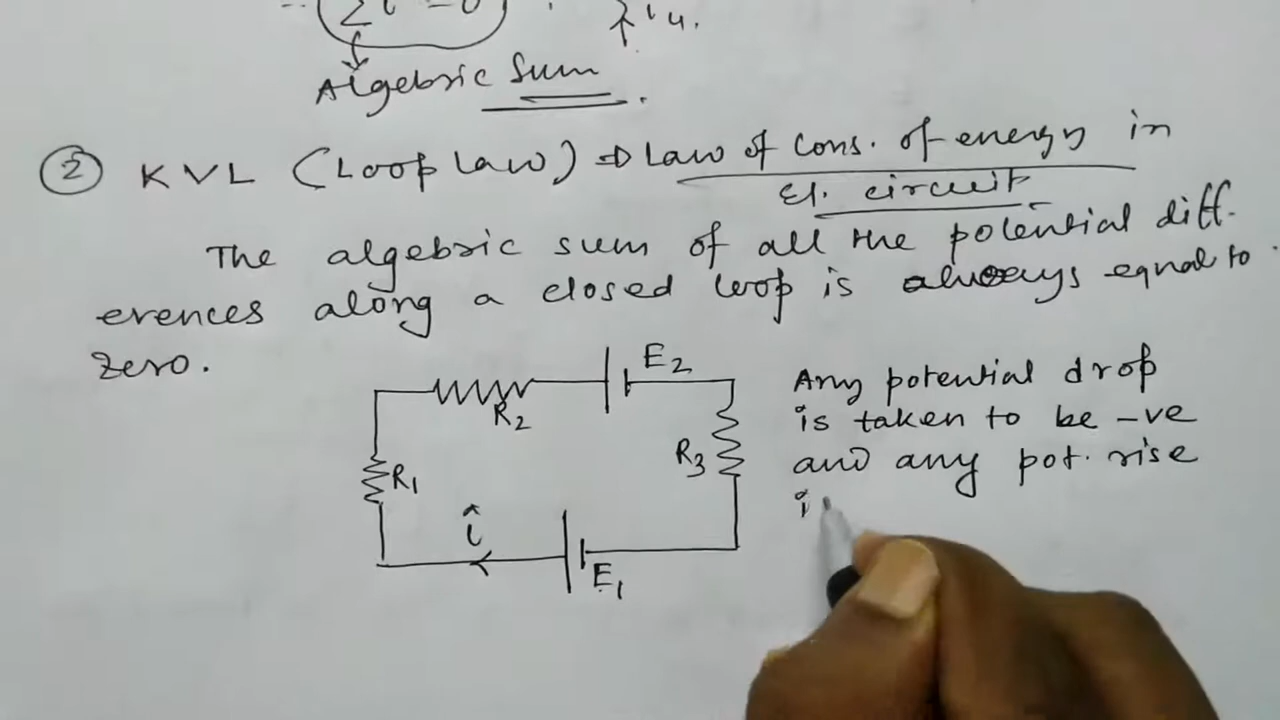 Algebric Sum.
② KVL (Loop Law) ⇒ Law of Cons. of energy in
El. circuit
The algebric sum of all the potential diff-
erences along a closed loop is always equal to
zero.
E2
R2
R3
R1
i
E1
Any potential drop
is taken to be -ve
and any pot. rise
i